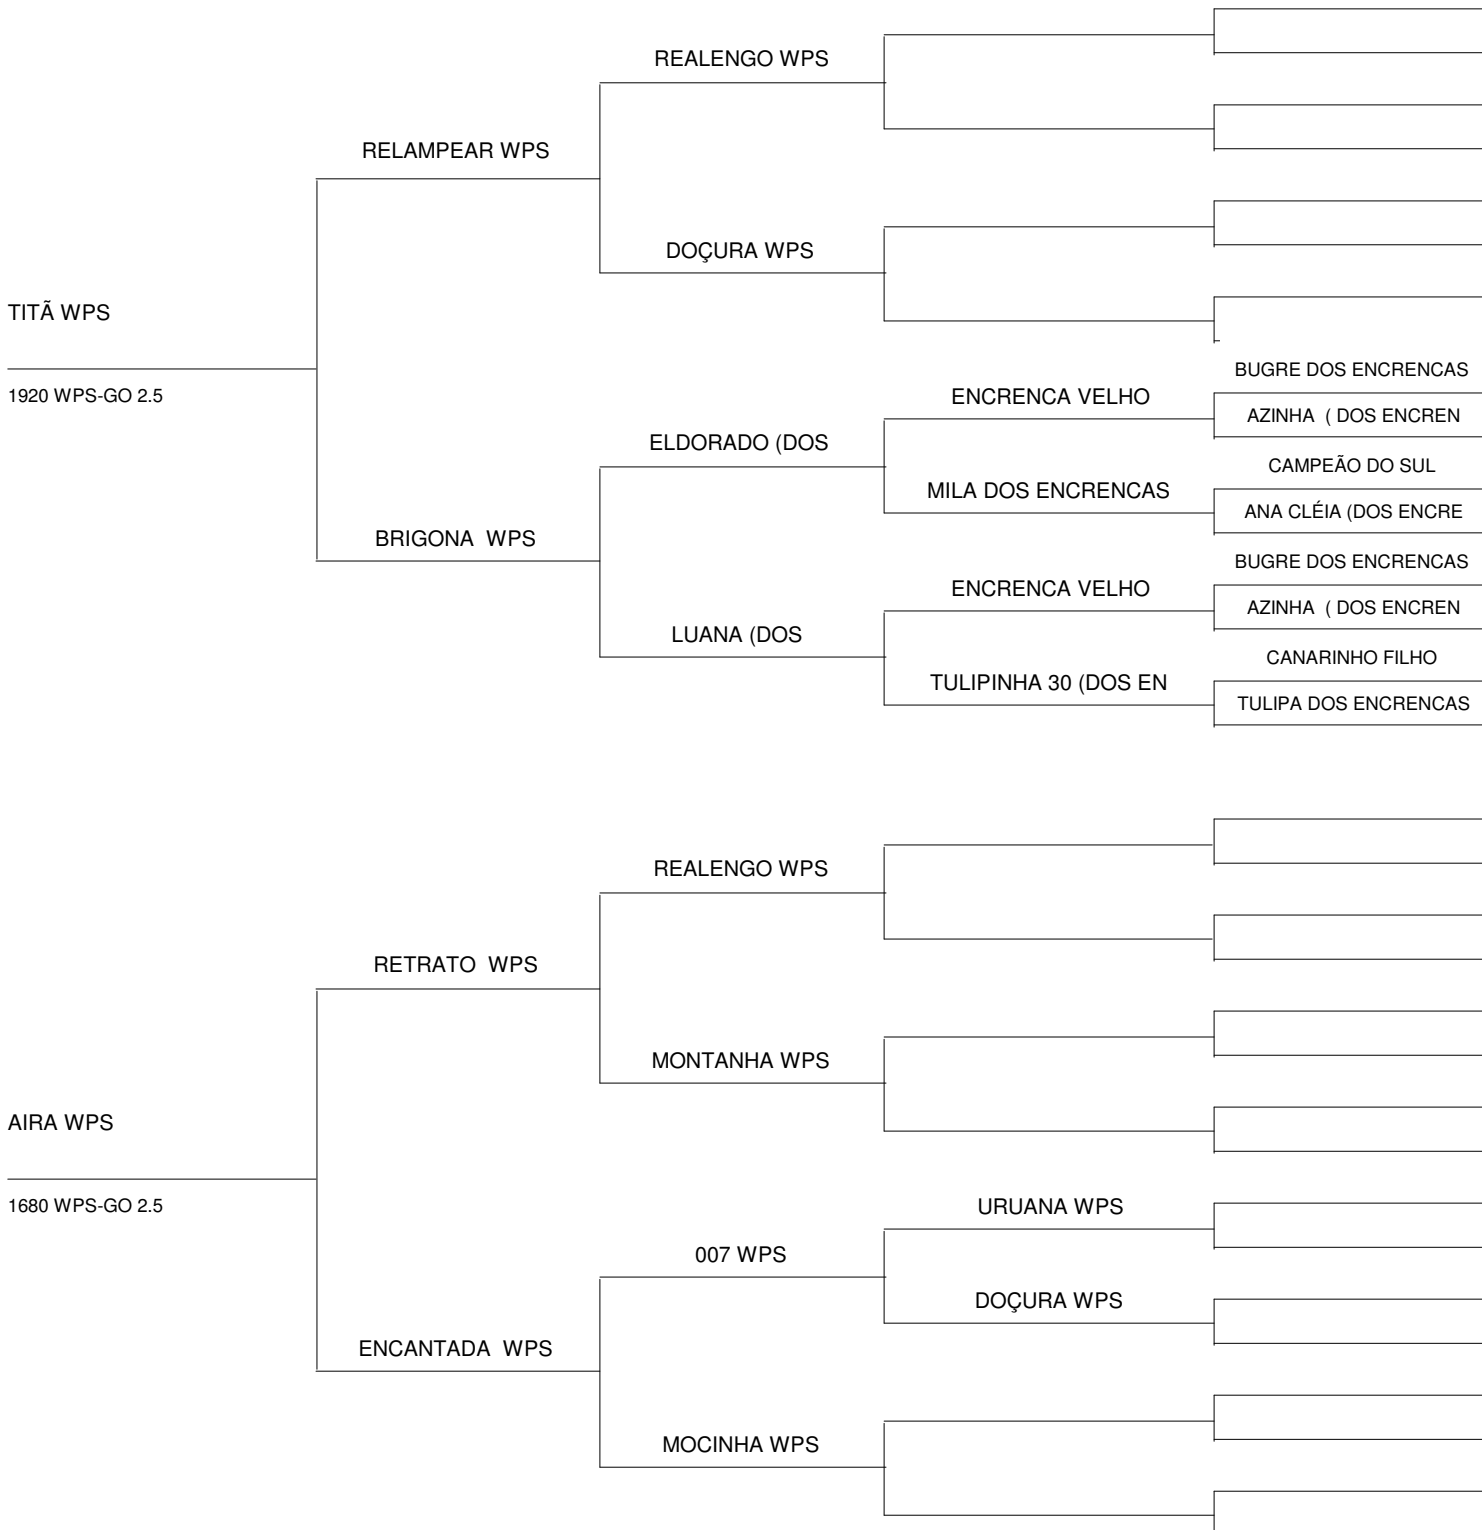 REALENGO WPS
RELAMPEAR WPS
DOÇURA WPS
TITÃ WPS
1920 WPS-GO 2.5
BUGRE DOS ENCRENCAS
ENCRENCA VELHO
AZINHA ( DOS ENCREN
ELDORADO (DOS
CAMPEÃO DO SUL
MILA DOS ENCRENCAS
ANA CLÉIA (DOS ENCRE
BRIGONA WPS
BUGRE DOS ENCRENCAS
ENCRENCA VELHO
AZINHA ( DOS ENCREN
LUANA (DOS
CANARINHO FILHO
TULIPINHA 30 (DOS EN
TULIPA DOS ENCRENCAS
REALENGO WPS
RETRATO WPS
MONTANHA WPS
AIRA WPS
1680 WPS-GO 2.5
URUANA WPS
007 WPS
DOÇURA WPS
ENCANTADA WPS
MOCINHA WPS